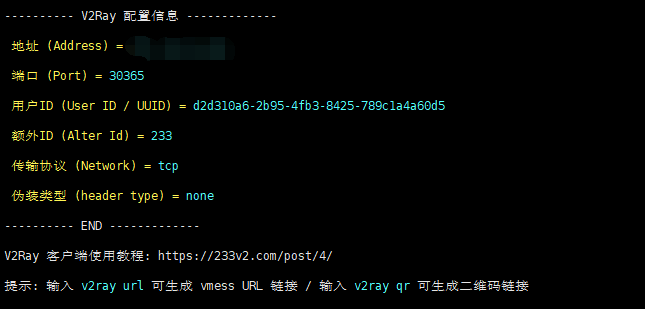 ---------- V2Ray 配置信息 -------------
地址 (Address) =
端口 (Port) = 30365
用户ID (User ID / UUID) = d2d310a6-2b95-4fb3-8425-789c1a4a60d5
额外ID (Alter Id) = 233
传输协议 (Network) = tcp
伪装类型 (header type) = none
---------- END -------------
V2Ray 客户端使用教程: https://233v2.com/post/4/
提示: 输入 v2ray url 可生成 vmess URL 链接 / 输入 v2ray qr 可生成二维码链接